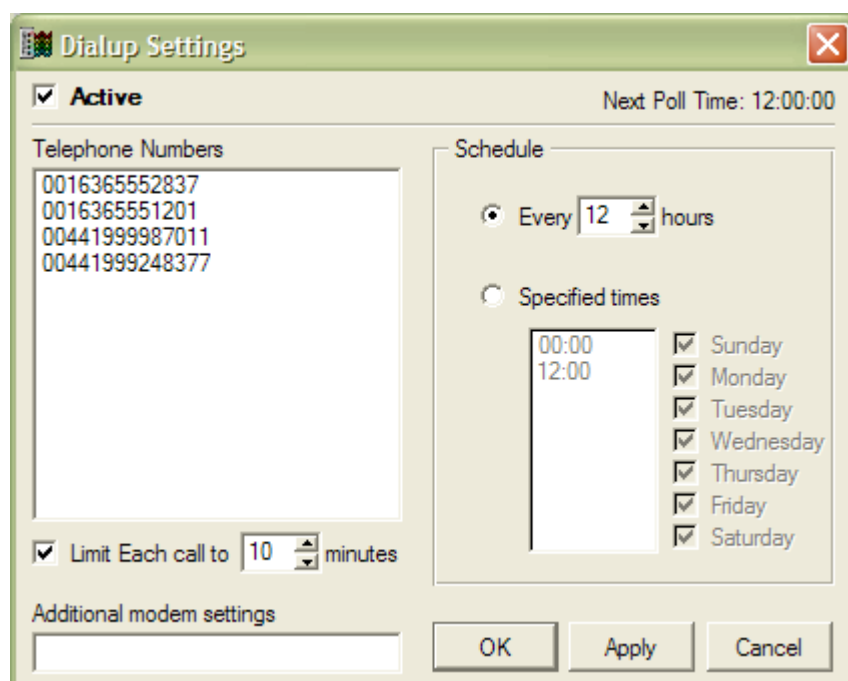 Dialup Settings
Active
Next Poll Time: 12:00:00
Telephone Numbers
0016365552837
0016365551201
00441999987011
00441999248377
Limit Each call to 10 minutes
Additional modem settings
Schedule
Every 12 hours
Specified times
00:00
12:00
Sunday
Monday
Tuesday
Wednesday
Thursday
Friday
Saturday
OK
Apply
Cancel